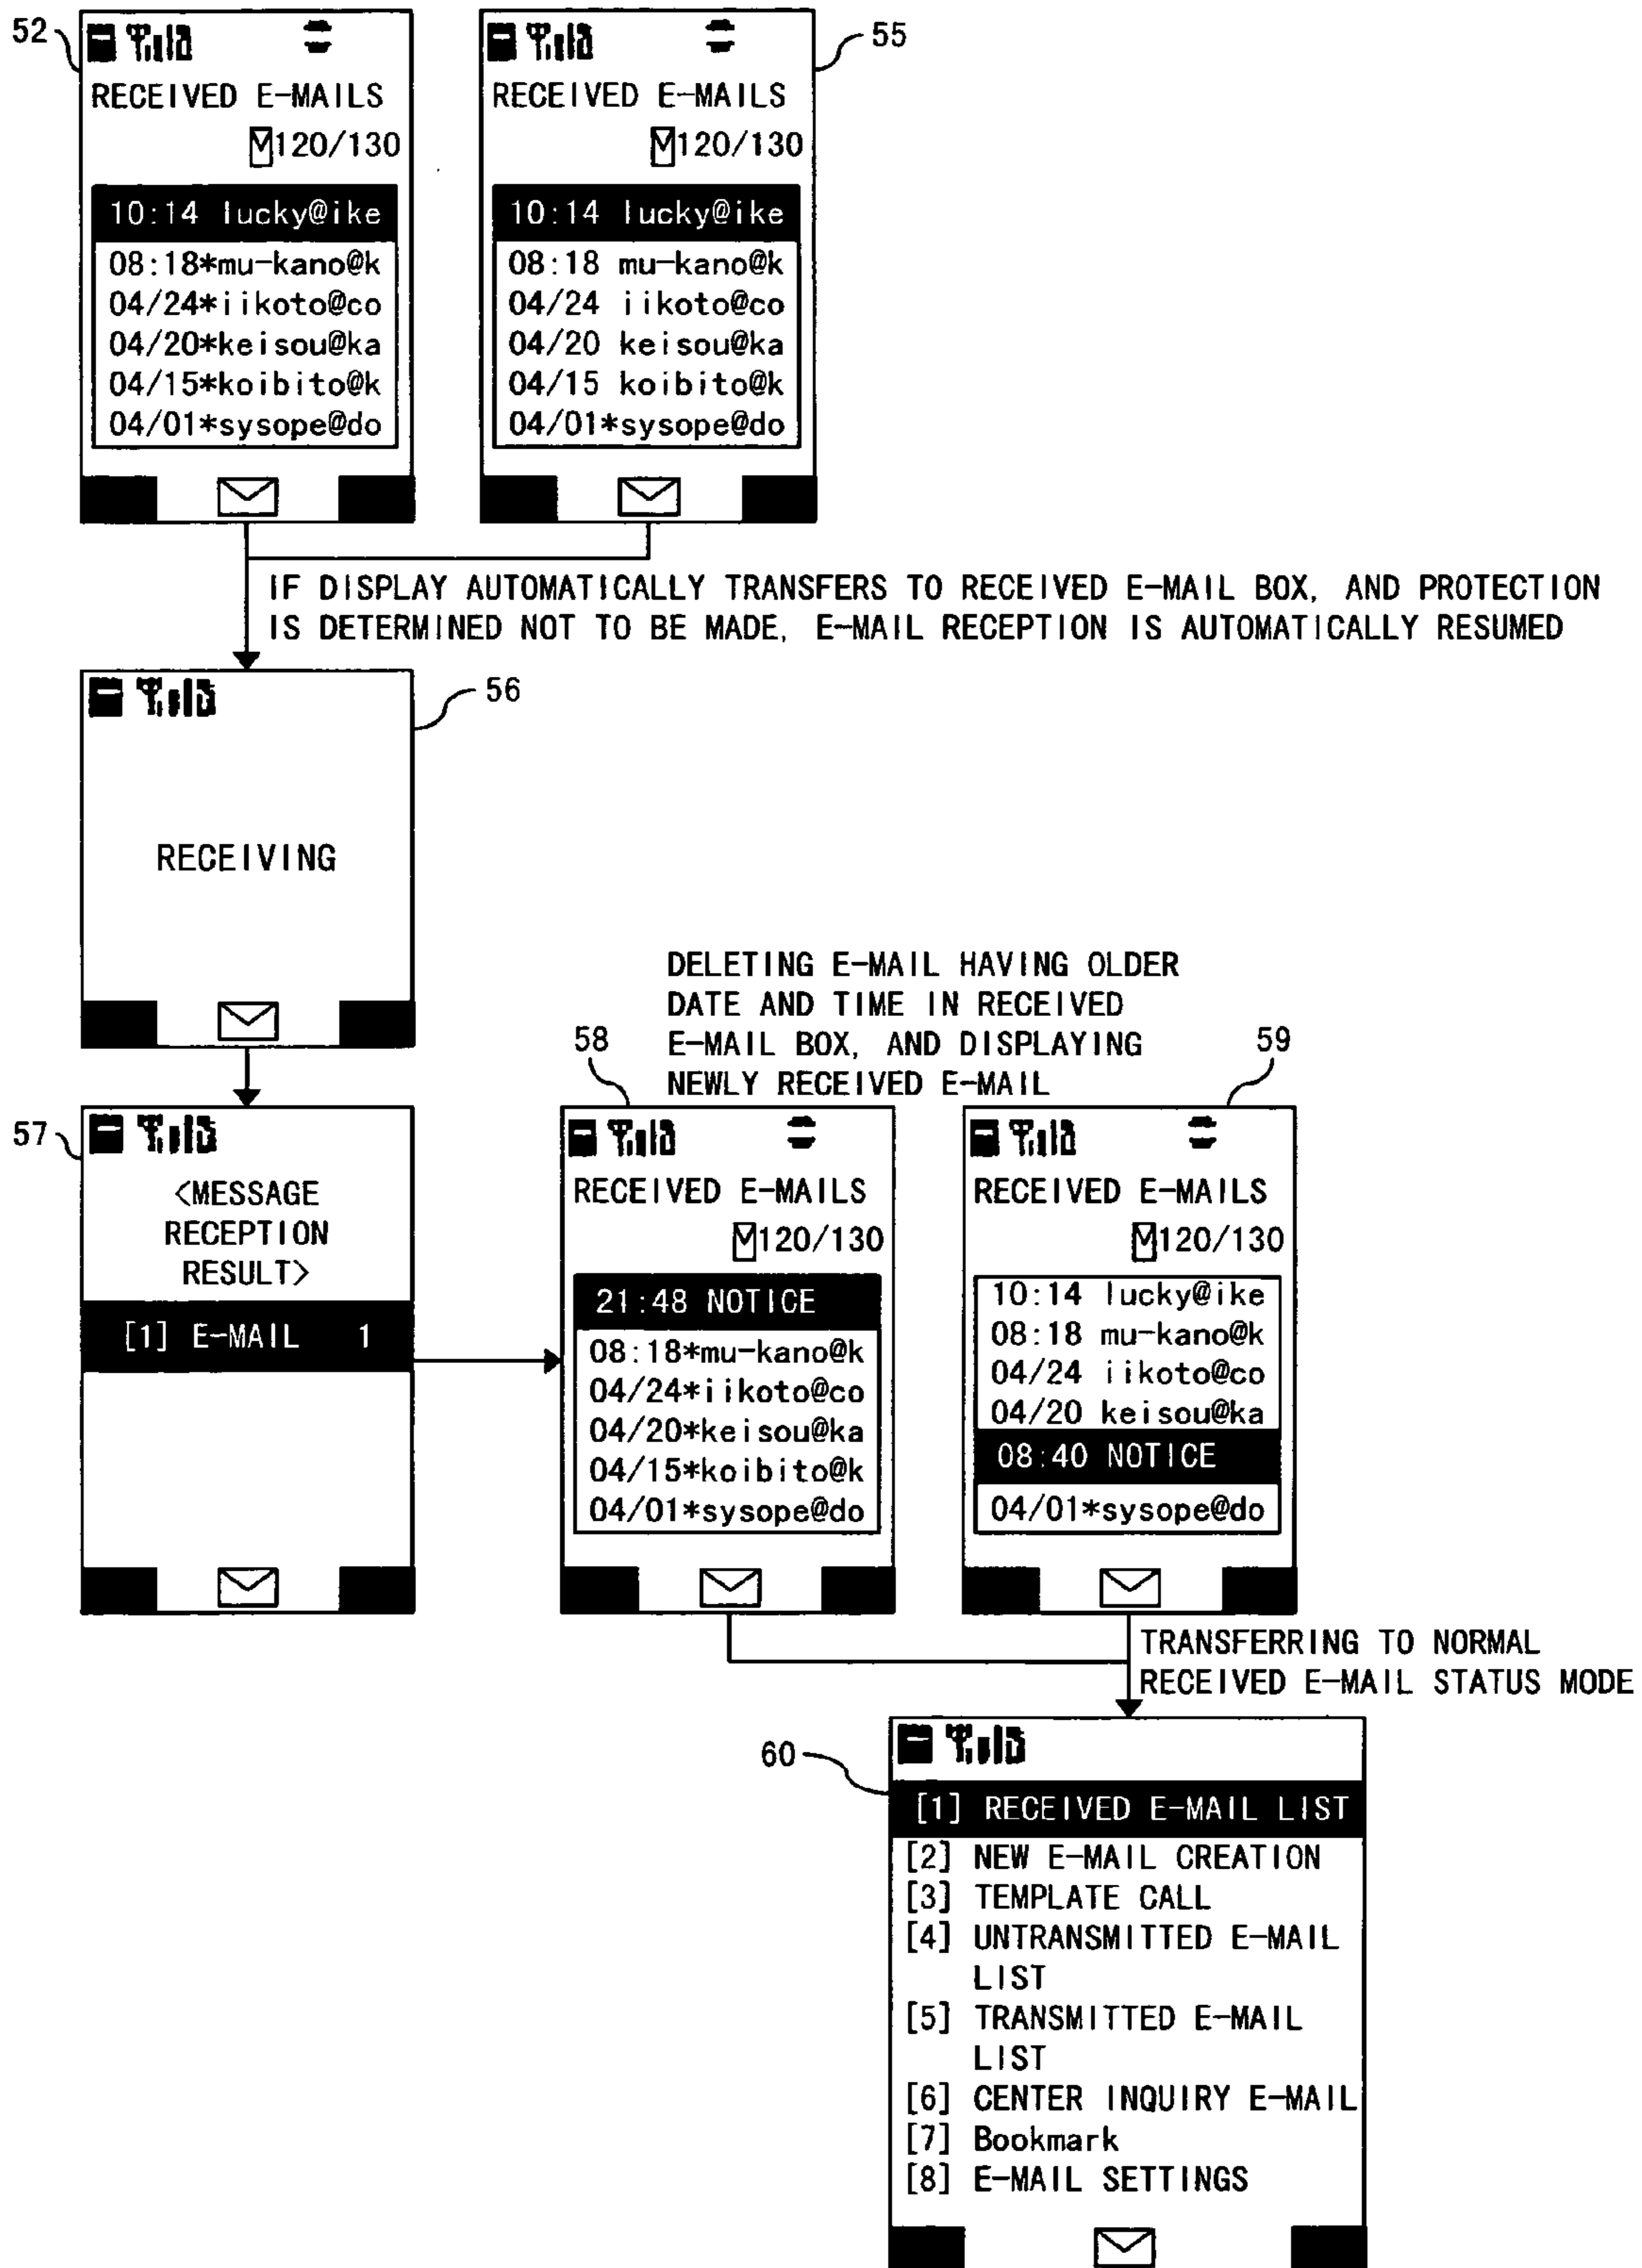 52
RECEIVED E-MAILS
120/130
10:14 lucky@ike
08:18*mu-kano@k
04/24*iikoto@co
04/20*keisou@ka
04/15*koibito@k
04/01*sysope@do
55
RECEIVED E-MAILS
120/130
10:14 lucky@ike
08:18 mu-kano@k
04/24 iikoto@co
04/20 keisou@ka
04/15 koibito@k
04/01*sysope@do
IF DISPLAY AUTOMATICALLY TRANSFERS TO RECEIVED E-MAIL BOX, AND PROTECTION
IS DETERMINED NOT TO BE MADE, E-MAIL RECEPTION IS AUTOMATICALLY RESUMED
56
RECEIVING
57
<MESSAGE
RECEPTION
RESULT>
[1] E-MAIL 1
DELETING E-MAIL HAVING OLDER
DATE AND TIME IN RECEIVED
E-MAIL BOX, AND DISPLAYING
NEWLY RECEIVED E-MAIL
58
RECEIVED E-MAILS
120/130
21:48 NOTICE
08:18*mu-kano@k
04/24*iikoto@co
04/20*keisou@ka
04/15*koibito@k
04/01*sysope@do
59
RECEIVED E-MAILS
120/130
10:14 lucky@ike
08:18 mu-kano@k
04/24 iikoto@co
04/20 keisou@ka
08:40 NOTICE
04/01*sysope@do
TRANSFERRING TO NORMAL
RECEIVED E-MAIL STATUS MODE
60
[1] RECEIVED E-MAIL LIST
[2] NEW E-MAIL CREATION
[3] TEMPLATE CALL
[4] UNTRANSMITTED E-MAIL
LIST
[5] TRANSMITTED E-MAIL
LIST
[6] CENTER INQUIRY E-MAIL
[7] Bookmark
[8] E-MAIL SETTINGS